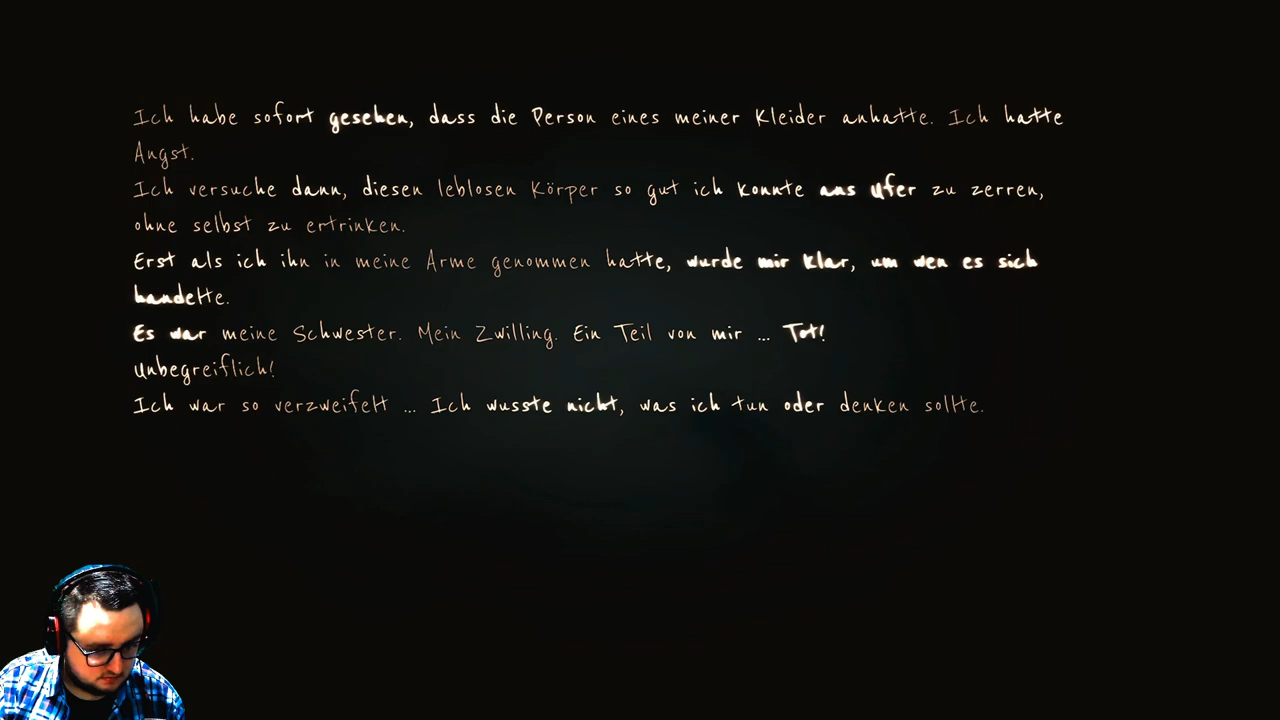 Ich habe sofort gesehen, dass die Person eines meiner Kleider anhatte. Ich hatte
Angst.
Ich versuche dann, diesen leblosen Körper so gut ich konnte ans Ufer zu zerren,
ohne selbst zu ertrinken.
Erst als ich ihn in meine Arme genommen hatte, wurde mir klar, um wen es sich
handelte.
Es war meine Schwester. Mein Zwilling. Ein Teil von mir ... Tot!
Unbegreiflich!
Ich war so verzweifelt ... Ich wusste nicht, was ich tun oder denken sollte.